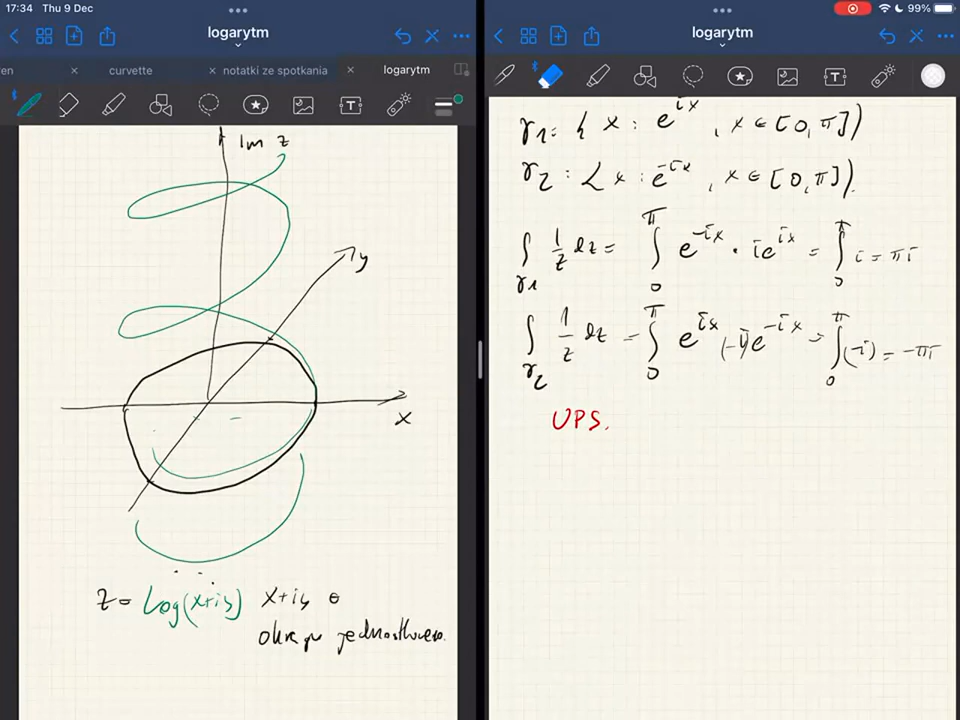 17:34 Thu 9 Dec
99%
logarytm
logarytm
ren
curvette
notatki ze spotkania
logarytm
Im z
y
x
z = Log(x+iy) x+iy ∈
okręgu jednostkowego.
γ1: { x : e^{ix}, x ∈ [0, π] }
γ2 : { x : e^{-ix}, x ∈ [0, π] }.
∫_{γ1} 1/z dz = ∫_0^π e^{-ix} · i e^{ix} = ∫_0^π i = πi
∫_{γ2} 1/z dz = ∫_0^π e^{ix} (-i) e^{-ix} = ∫_0^π (-i) = -πi
UPS.